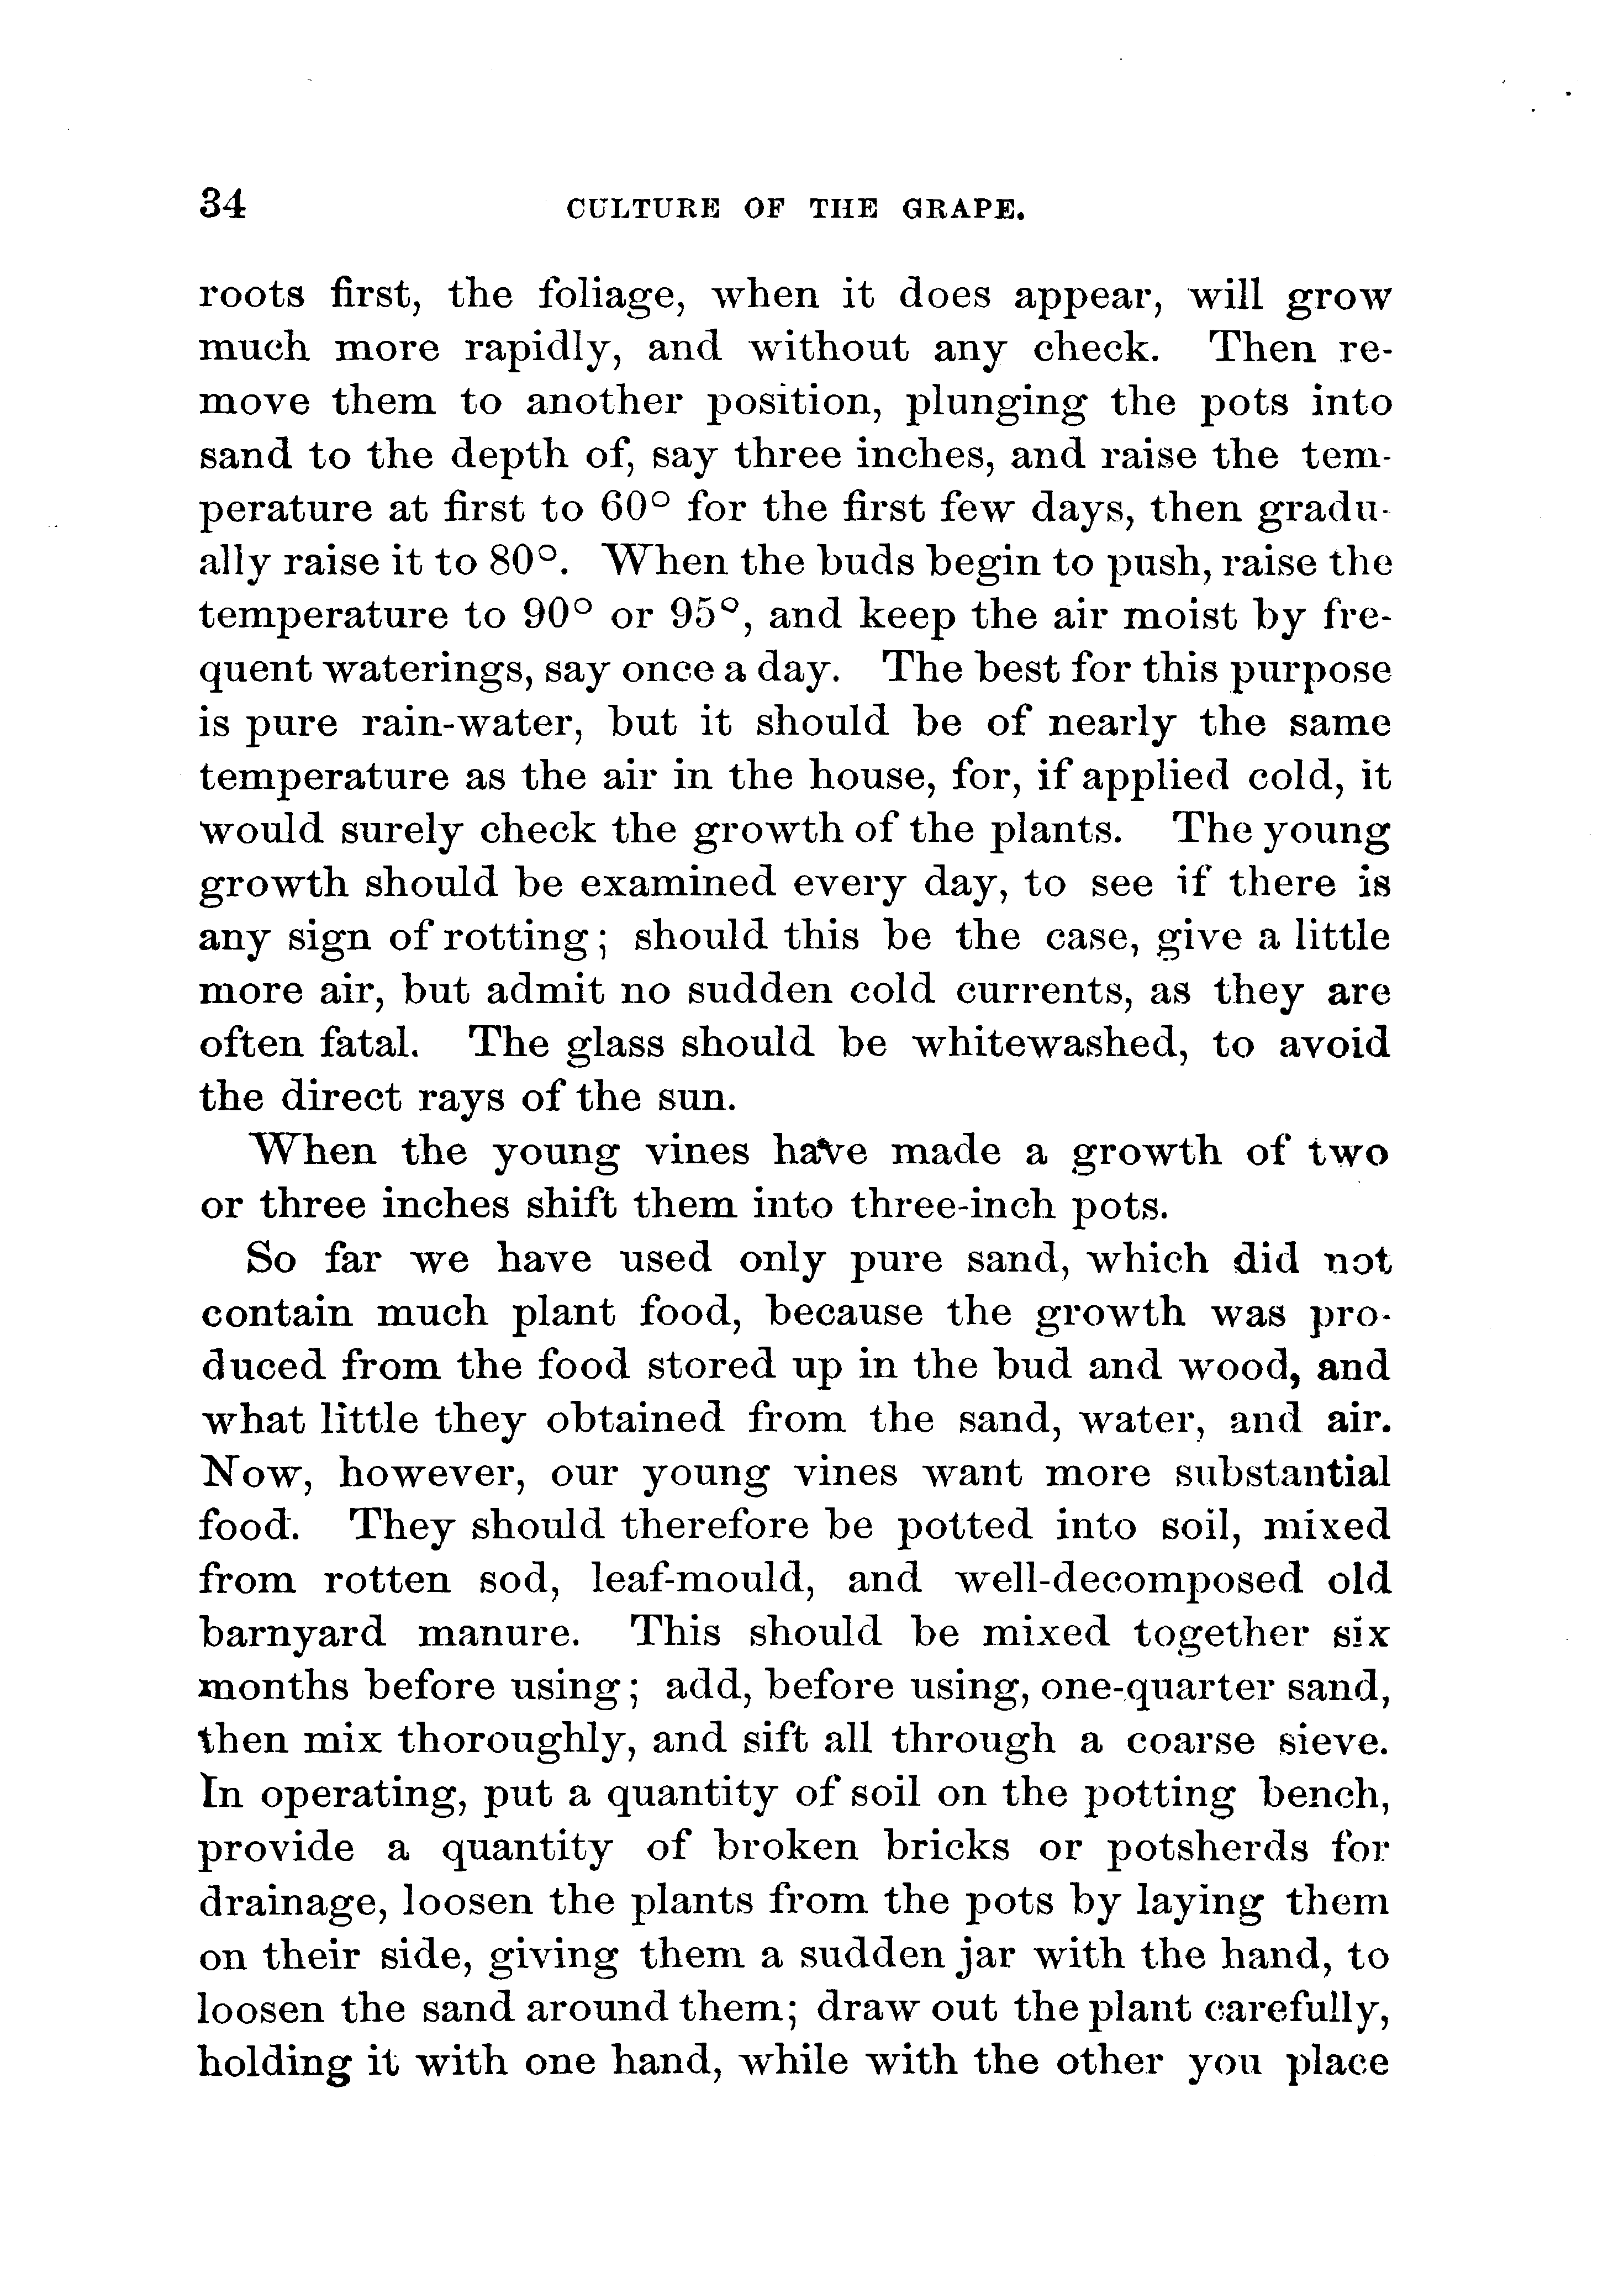 34 CULTURE OF THE GRAPE.
roots first, the foliage, when it does appear, will grow
much more rapidly, and without any check. Then re-
move them to another position, plunging the pots into
sand to the depth of, say three inches, and raise the tem-
perature at first to 60° for the first few days, then gradu-
ally raise it to 80°. When the buds begin to push, raise the
temperature to 90° or 95°, and keep the air moist by fre-
quent waterings, say once a day. The best for this purpose
is pure rain-water, but it should be of nearly the same
temperature as the air in the house, for, if applied cold, it
would surely check the growth of the plants. The young
growth should be examined every day, to see if there is
any sign of rotting; should this be the case, give a little
more air, but admit no sudden cold currents, as they are
often fatal. The glass should be whitewashed, to avoid
the direct rays of the sun.
When the young vines have made a growth of two
or three inches shift them into three-inch pots.
So far we have used only pure sand, which did not
contain much plant food, because the growth was pro-
duced from the food stored up in the bud and wood, and
what little they obtained from the sand, water, and air.
Now, however, our young vines want more substantial
food. They should therefore be potted into soil, mixed
from rotten sod, leaf-mould, and well-decomposed old
barnyard manure. This should be mixed together six
months before using; add, before using, one-quarter sand,
then mix thoroughly, and sift all through a coarse sieve.
In operating, put a quantity of soil on the potting bench,
provide a quantity of broken bricks or potsherds for
drainage, loosen the plants from the pots by laying them
on their side, giving them a sudden jar with the hand, to
loosen the sand around them; draw out the plant carefully,
holding it with one hand, while with the other you place